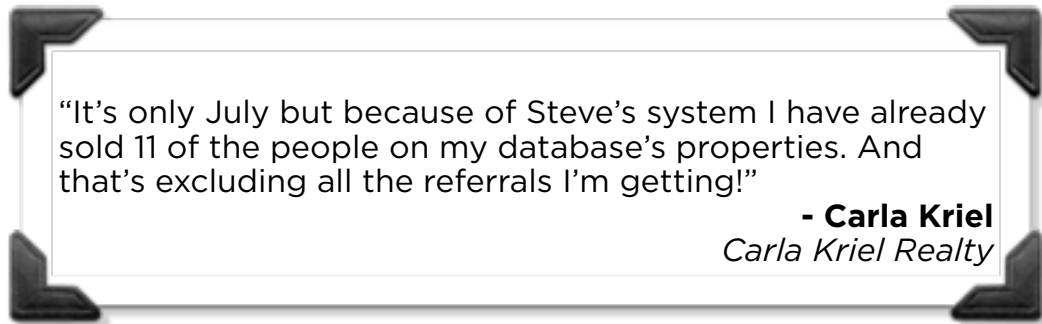 “It’s only July but because of Steve’s system I have already
sold 11 of the people on my database’s properties. And
that’s excluding all the referrals I’m getting!”
- Carla Kriel
Carla Kriel Realty